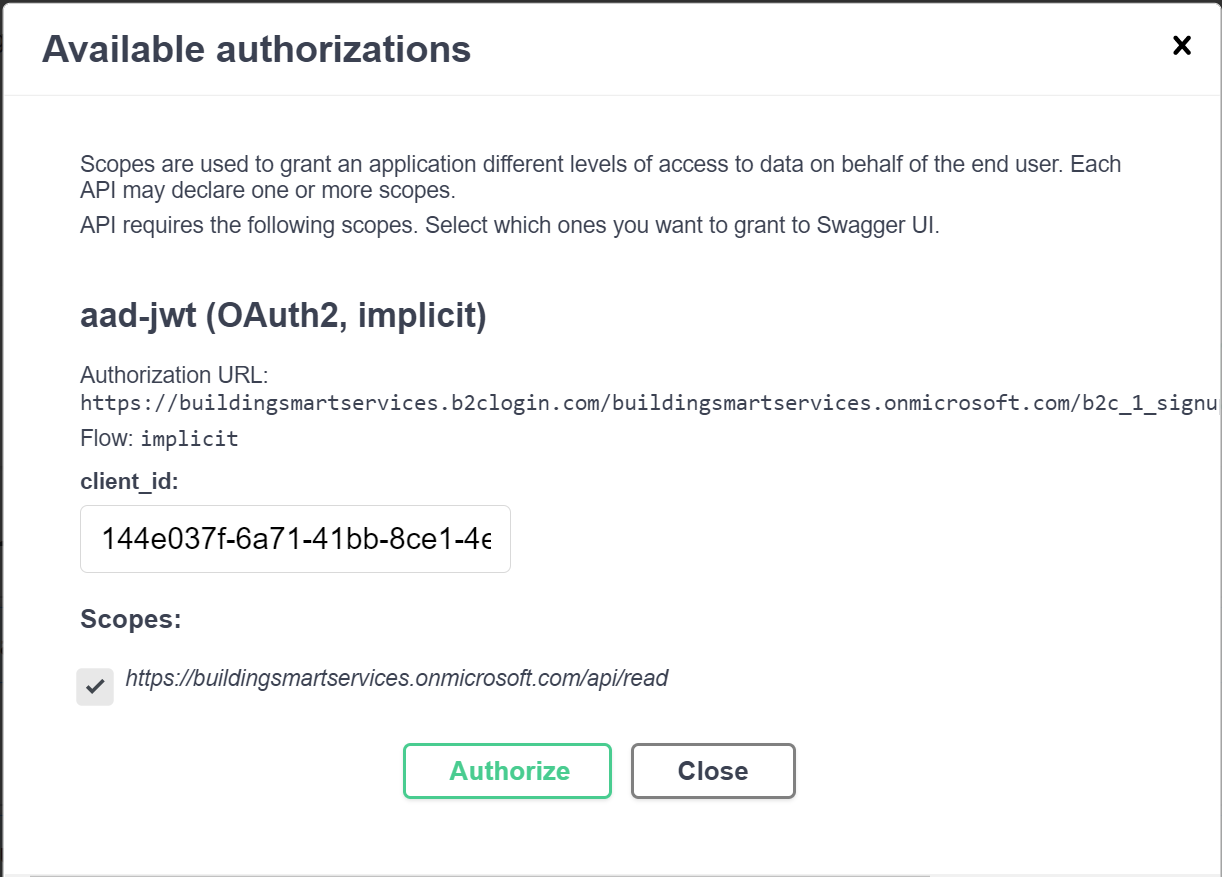 Available authorizations
Scopes are used to grant an application different levels of access to data on behalf of the end user. Each
API may declare one or more scopes.
API requires the following scopes. Select which ones you want to grant to Swagger UI.
aad-jwt (OAuth2, implicit)
Authorization URL:
https://buildingsmartservices.b2clogin.com/buildingsmartservices.onmicrosoft.com/b2c_1_signu
Flow: implicit
client_id:
144e037f-6a71-41bb-8ce1-4e
Scopes:
https://buildingsmartservices.onmicrosoft.com/api/read
Authorize
Close